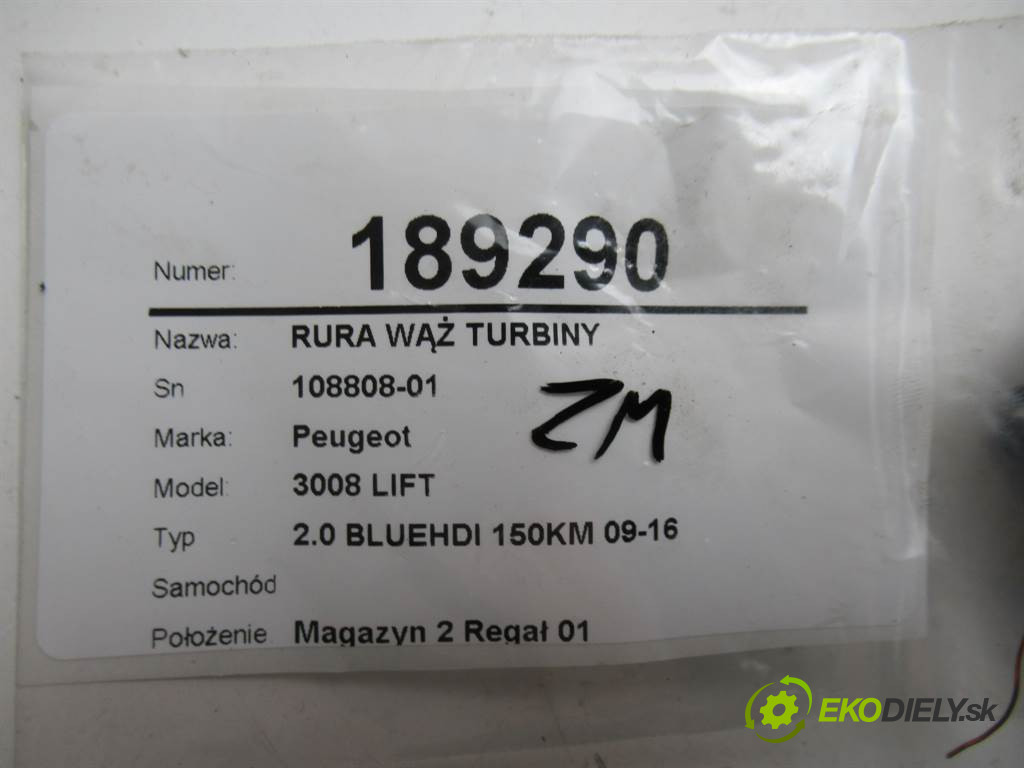 Numer: 189290
Nazwa: RURA WĄŻ TURBINY
Sn 108808-01
ZM
Marka: Peugeot
Model: 3008 LIFT
Typ 2.0 BLUEHDI 150KM 09-16
Samochód
Położenie Magazyn 2 Regał 01
EKODIELY.sk